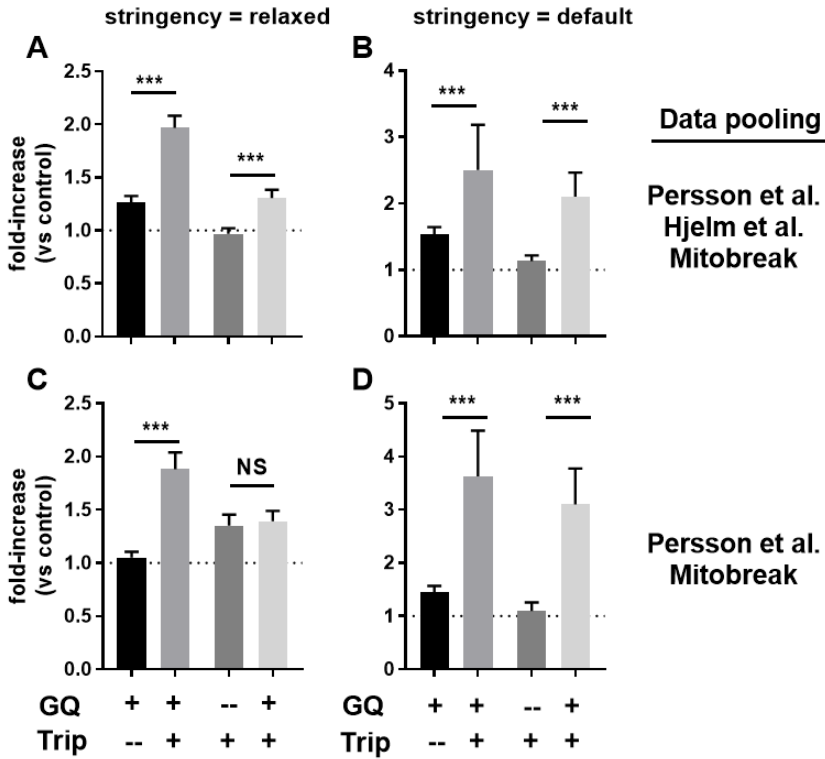 stringency = relaxed
stringency = default
A
B
fold-increase
(vs control)
2.5
2.0
1.5
1.0
0.5
0.0
***
***
4
3
2
1
0
***
***
Data pooling
Persson et al.
Hjelm et al.
Mitobreak
C
D
fold-increase
(vs control)
2.5
2.0
1.5
1.0
0.5
0.0
***
NS
5
4
3
2
1
0
***
***
Persson et al.
Mitobreak
GQ + + -- +
Trip -- + + +
GQ + + -- +
Trip -- + + +